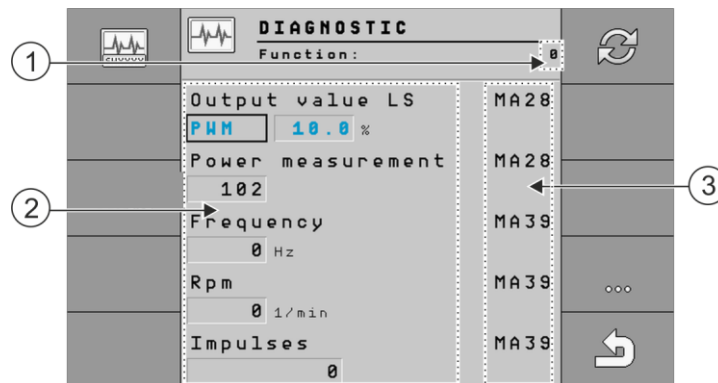 DIAGNOSTIC
Function: 0
Output value LS MA28
PWM 10.0 %
Power measurement MA28
102
Frequency MA39
0 Hz
Rpm MA39
0 1/min
Impulses MA39
0
1
2
3